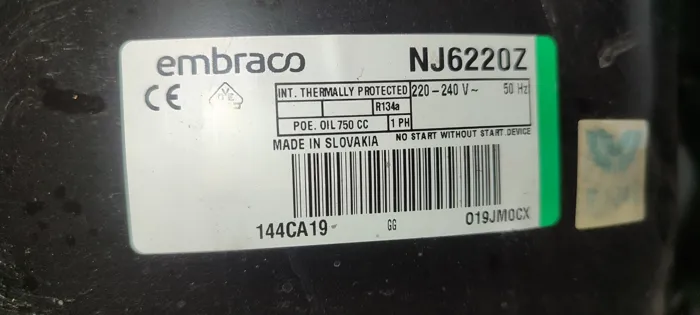 embraco NJ6220Z
CE VDE
INT. THERMALLY PROTECTED 220-240 V~ 50 Hz
R134a
POE. OIL 750 CC 1 PH
NO START WITHOUT START.DEVICE
MADE IN SLOVAKIA
144CA19 GG 019JM0CX